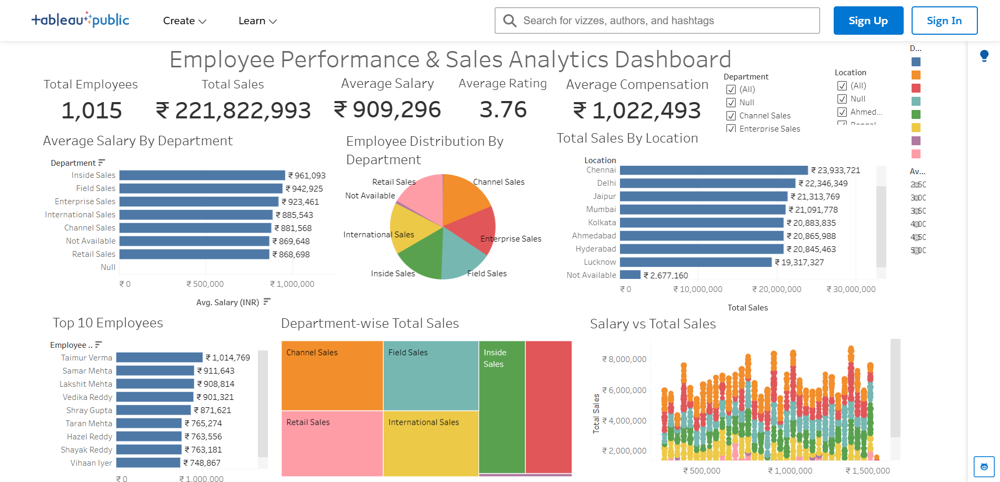 tableau public
Create
Learn
Search for vizzes, authors, and hashtags
Sign Up
Sign In
Employee Performance & Sales Analytics Dashboard
Total Employees
1,015
Total Sales
₹ 221,822,993
Average Salary
₹ 909,296
Average Rating
3.76
Average Compensation
₹ 1,022,493
Department
(All)
Null
Channel Sales
Enterprise Sales
Location
(All)
Null
Ahmed...
D...
Av...
2.50
3.00
3.50
4.00
4.50
5.00
Average Salary By Department
Department
Inside Sales ₹ 961,093
Field Sales ₹ 942,925
Enterprise Sales ₹ 923,461
International Sales ₹ 885,543
Channel Sales ₹ 881,568
Not Available ₹ 869,648
Retail Sales ₹ 868,698
Null
₹ 0 ₹ 500,000 ₹ 1,000,000
Avg. Salary (INR)
Employee Distribution By
Department
Retail Sales
Channel Sales
Not Available
International Sales
Enterprise Sales
Inside Sales
Field Sales
Total Sales By Location
Location
Chennai ₹ 23,933,721
Delhi ₹ 22,346,349
Jaipur ₹ 21,313,769
Mumbai ₹ 21,091,778
Kolkata ₹ 20,883,835
Ahmedabad ₹ 20,865,988
Hyderabad ₹ 20,845,463
Lucknow ₹ 19,317,327
Not Available ₹ 2,677,160
₹ 0 ₹ 10,000,000 ₹ 20,000,000 ₹ 30,000,000
Total Sales
Top 10 Employees
Employee ..
Taimur Verma ₹ 1,014,769
Samar Mehta ₹ 911,643
Lakshit Mehta ₹ 908,814
Vedika Reddy ₹ 901,321
Shray Gupta ₹ 871,621
Taran Mehta ₹ 765,274
Hazel Reddy ₹ 763,556
Shayak Reddy ₹ 763,181
Vihaan Iyer ₹ 748,867
₹ 0 ₹ 1,000,000
Department-wise Total Sales
Channel Sales
Field Sales
Inside
Sales
Retail Sales
International Sales
Salary vs Total Sales
Total Sales
₹ 8,000,000
₹ 6,000,000
₹ 4,000,000
₹ 2,000,000
₹ 500,000 ₹ 1,000,000 ₹ 1,500,000